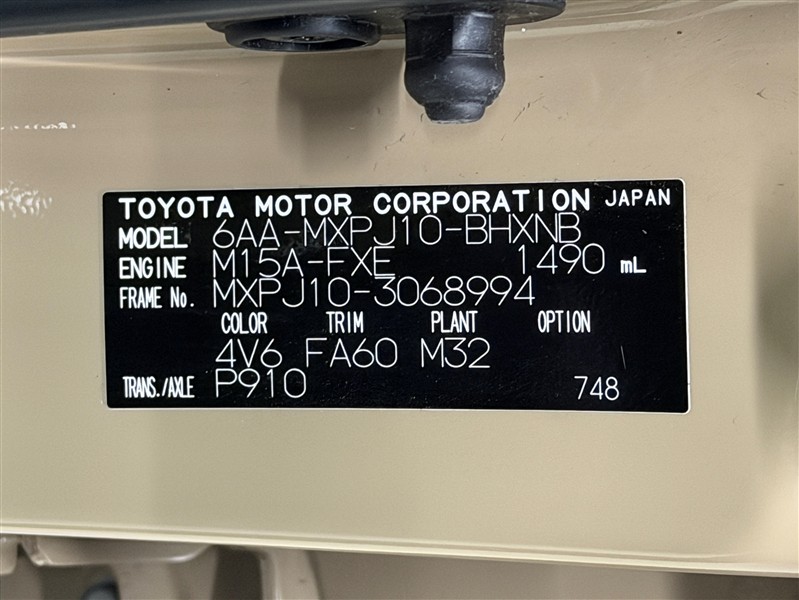 TOYOTA MOTOR CORPORATION JAPAN
MODEL 6AA-MXPJ10-BHXNB
ENGINE M15A-FXE 1490 mL
FRAME No. MXPJ10-3068994
COLOR TRIM PLANT OPTION
4V6 FA60 M32
TRANS./AXLE P910 748